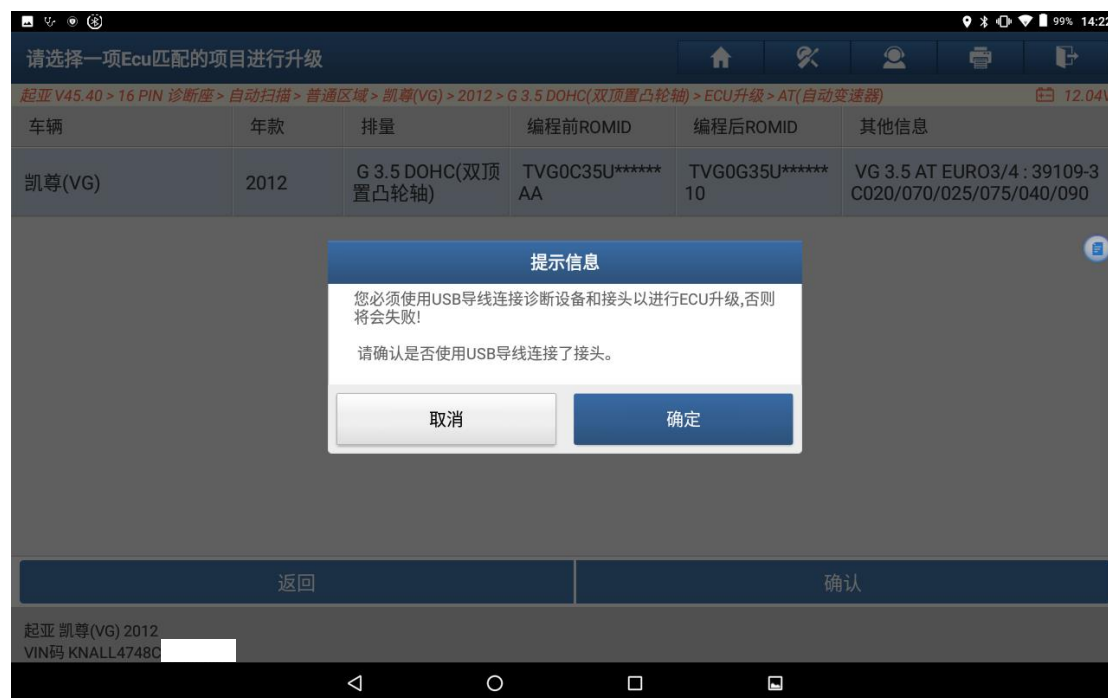 99% 14:22
请选择一项Ecu匹配的项目进行升级
起亚 V45.40 > 16 PIN 诊断座 > 自动扫描 > 普通区域 > 凯尊(VG) > 2012 > G 3.5 DOHC(双顶置凸轮轴) > ECU升级 > AT(自动变速器) 12.04V
车辆 年款 排量 编程前ROMID 编程后ROMID 其他信息
凯尊(VG) 2012 G 3.5 DOHC(双顶 TVG0C35U****** TVG0G35U****** VG 3.5 AT EURO3/4 : 39109-3
置凸轮轴) AA 10 C020/070/025/075/040/090
提示信息
您必须使用USB导线连接诊断设备和接头以进行ECU升级,否则
将会失败!
请确认是否使用USB导线连接了接头。
取消 确定
返回 确认
起亚 凯尊(VG) 2012
VIN码 KNALL4748C